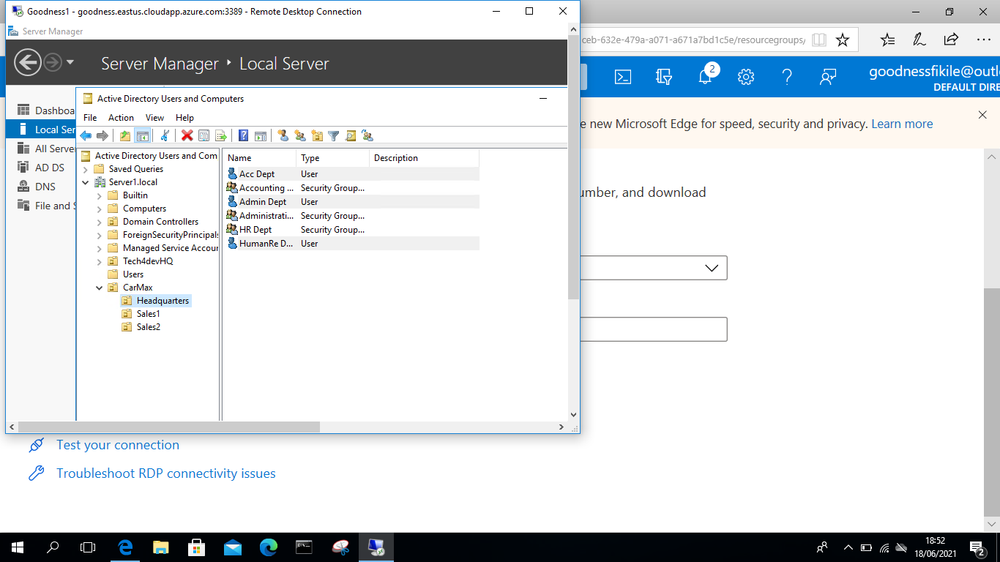 Goodness1 - goodness.eastus.cloudapp.azure.com:3389 - Remote Desktop Connection
Server Manager
Server Manager ‣ Local Server
Dashboa
Local Ser
All Serve
AD DS
DNS
File and S
Active Directory Users and Computers
File Action View Help
Active Directory Users and Com
Saved Queries
Server1.local
Builtin
Computers
Domain Controllers
ForeignSecurityPrincipals
Managed Service Accour
Tech4devHQ
Users
CarMax
Headquarters
Sales1
Sales2
Name Type Description
Acc Dept User
Accounting ... Security Group...
Admin Dept User
Administrati... Security Group...
HR Dept Security Group...
HumanRe D... User
ceb-632e-479a-a071-a671a7bd1c5e/resourcegroups/
2
goodnessfikile@outlo
DEFAULT DIRE
e new Microsoft Edge for speed, security and privacy. Learn more
umber, and download
Test your connection
Troubleshoot RDP connectivity issues
18:52
18/06/2021
2